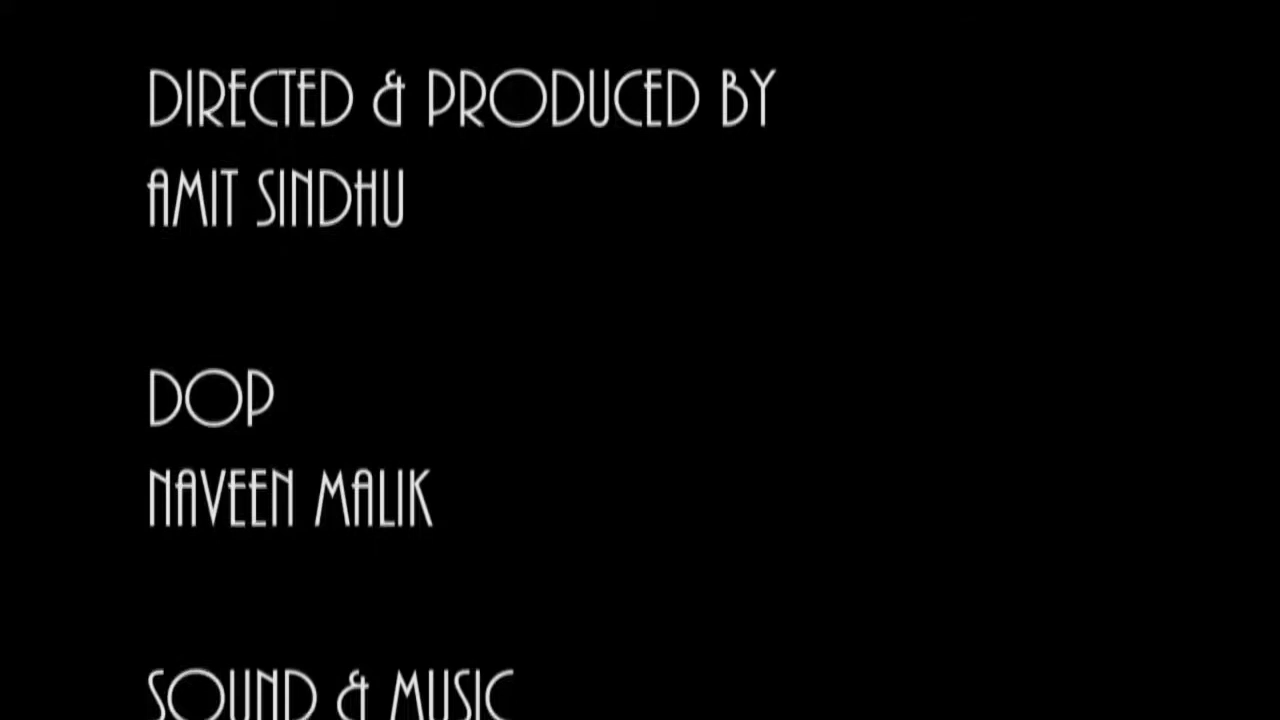 DIRECTED & PRODUCED BY
AMIT SINDHU
DOP
NAVEEN MALIK
SOUND & MUSIC